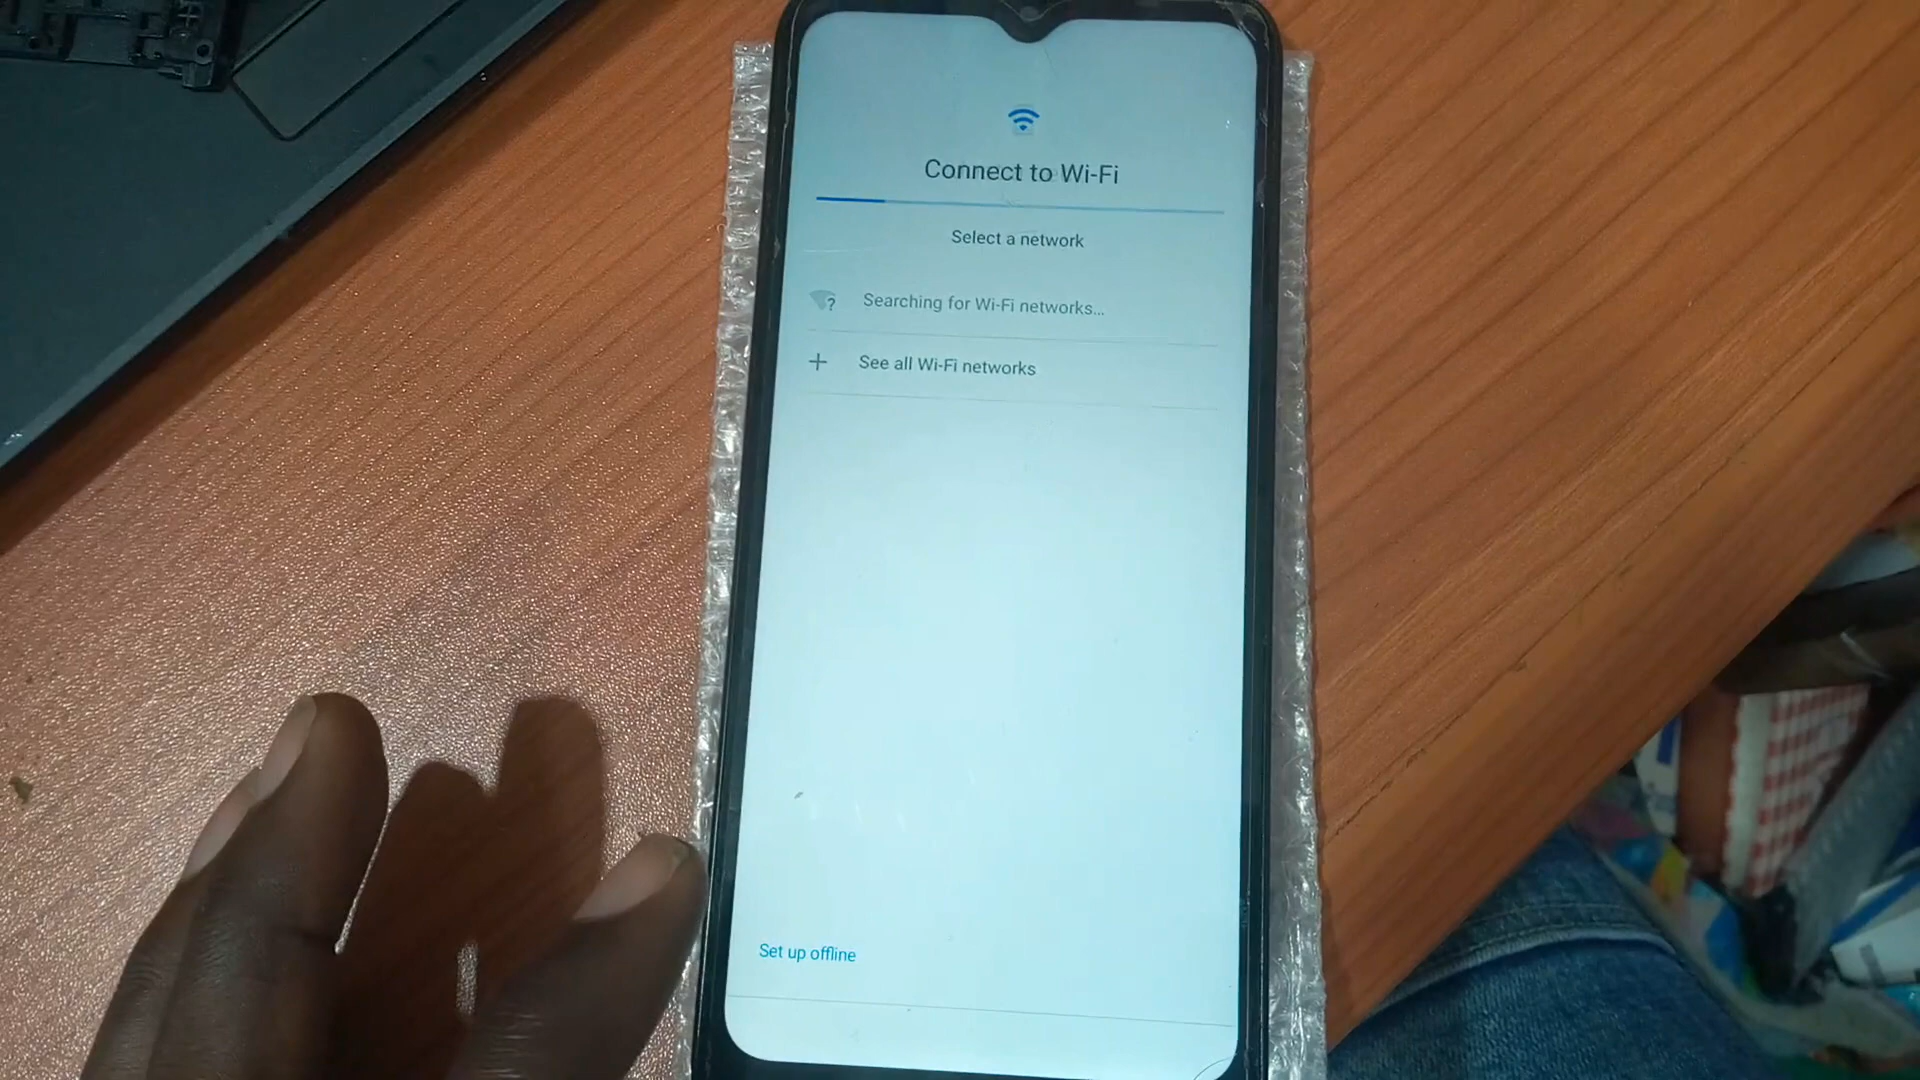 Connect to Wi-Fi
Select a network
Searching for Wi-Fi networks...
See all Wi-Fi networks
Set up offline